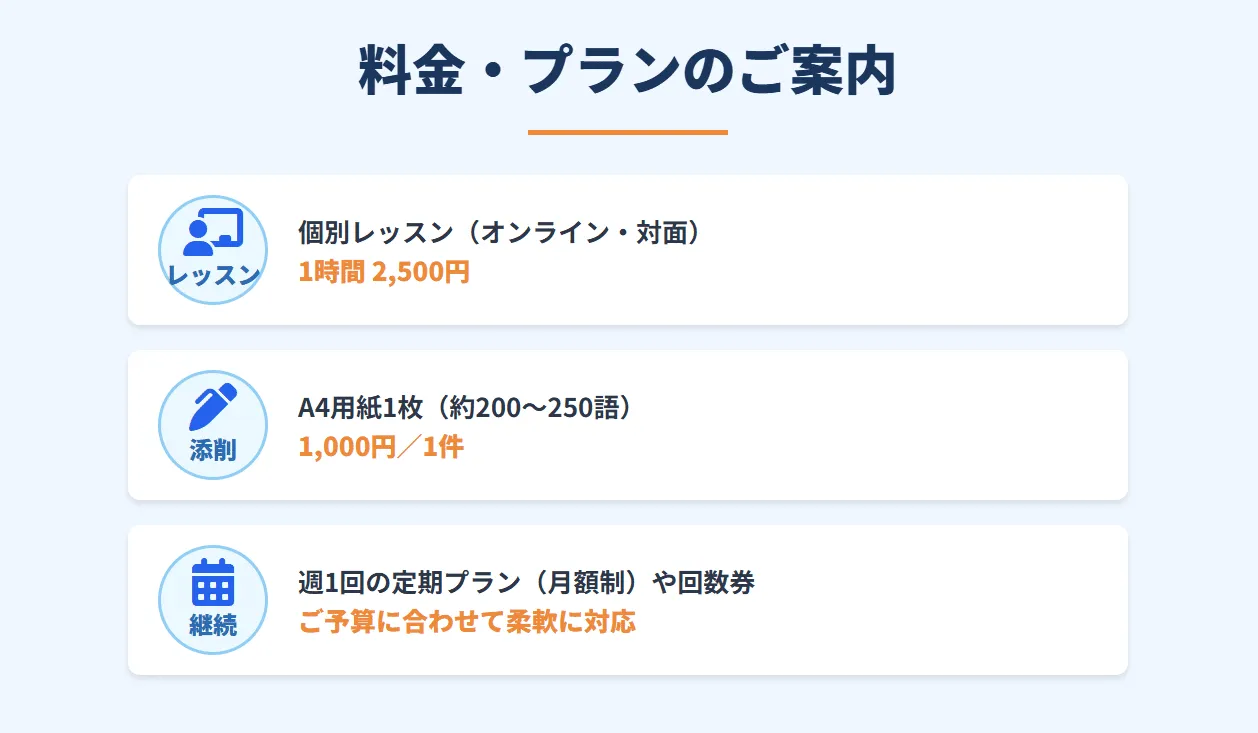 料金・プランのご案内
レッスン
個別レッスン（オンライン・対面）
1時間 2,500円
添削
A4用紙1枚（約200〜250語）
1,000円／1件
継続
週1回の定期プラン（月額制）や回数券
ご予算に合わせて柔軟に対応